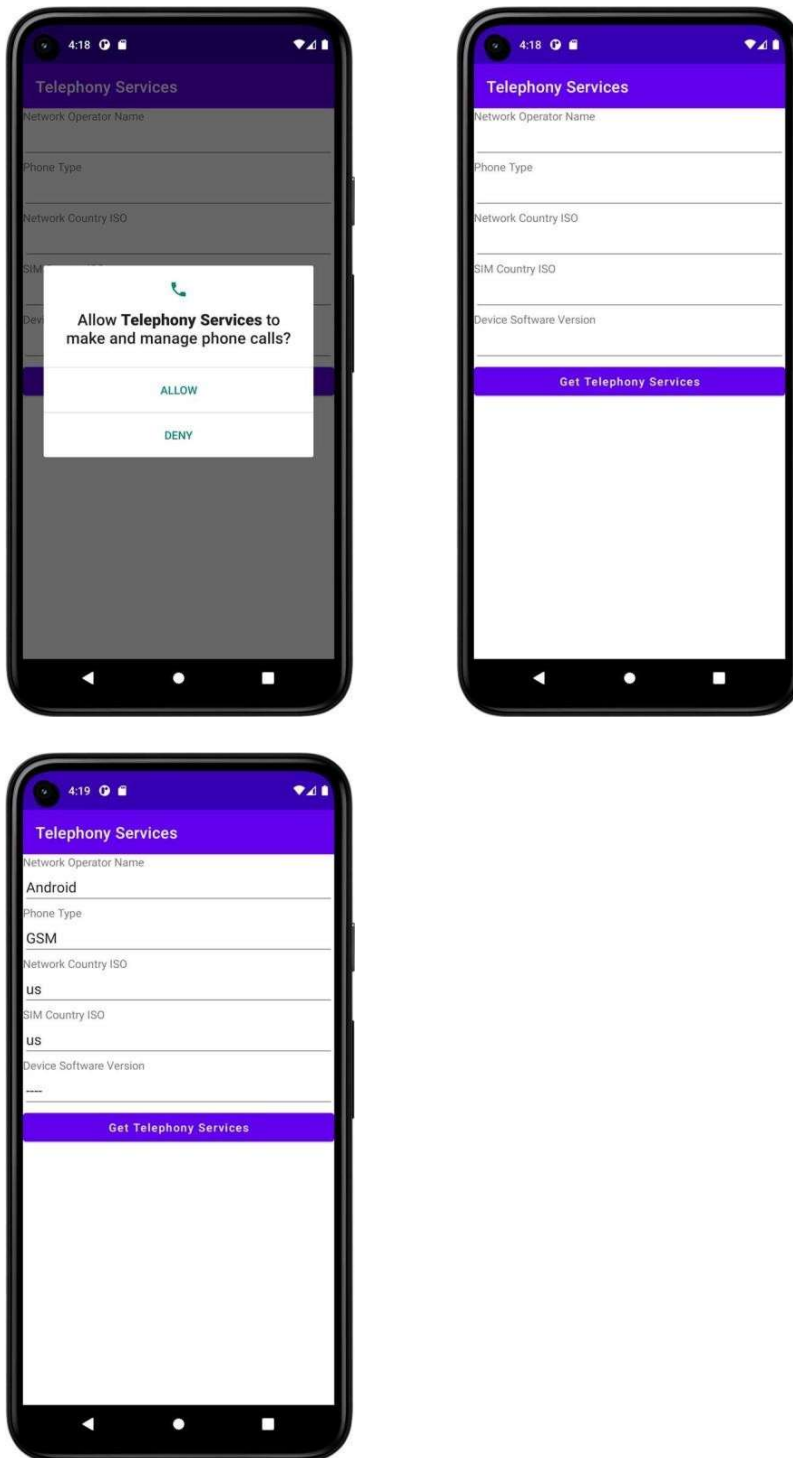 4:18
Telephony Services
Network Operator Name
Phone Type
Network Country ISO
SIM
Devi
Allow Telephony Services to
make and manage phone calls?
ALLOW
DENY
4:18
Telephony Services
Network Operator Name
Phone Type
Network Country ISO
SIM Country ISO
Device Software Version
Get Telephony Services
4:19
Telephony Services
Network Operator Name
Android
Phone Type
GSM
Network Country ISO
us
SIM Country ISO
us
Device Software Version
----
Get Telephony Services